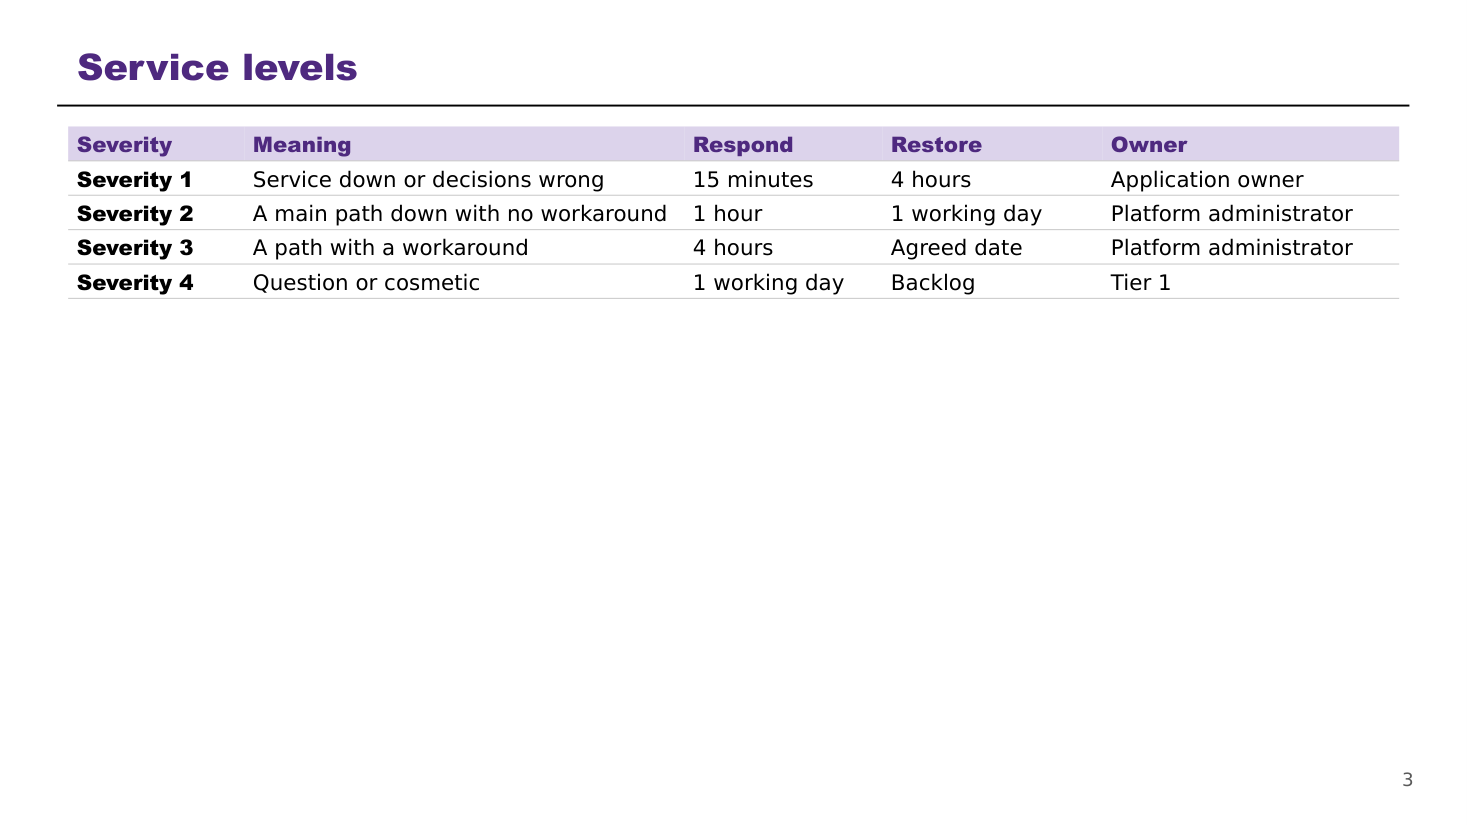 Service levels
Severity Meaning Respond Restore Owner
Severity 1 Service down or decisions wrong 15 minutes 4 hours Application owner
Severity 2 A main path down with no workaround 1 hour 1 working day Platform administrator
Severity 3 A path with a workaround 4 hours Agreed date Platform administrator
Severity 4 Question or cosmetic 1 working day Backlog Tier 1
3